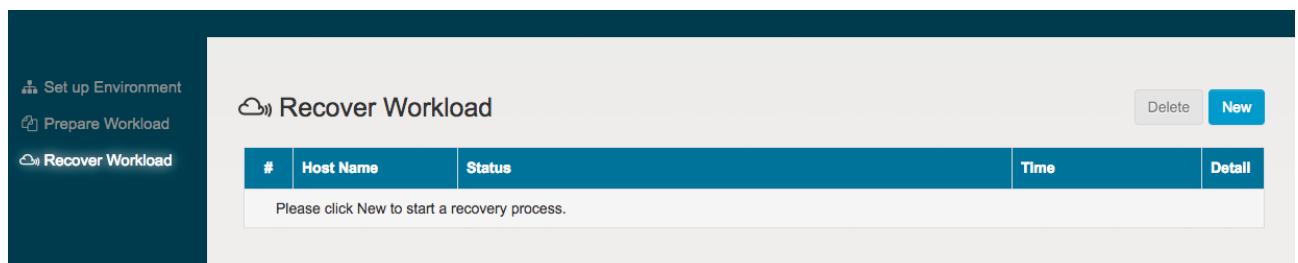 Set up Environment
Prepare Workload
Recover Workload
Recover Workload
Delete
New
# Host Name Status Time Detail
Please click New to start a recovery process.